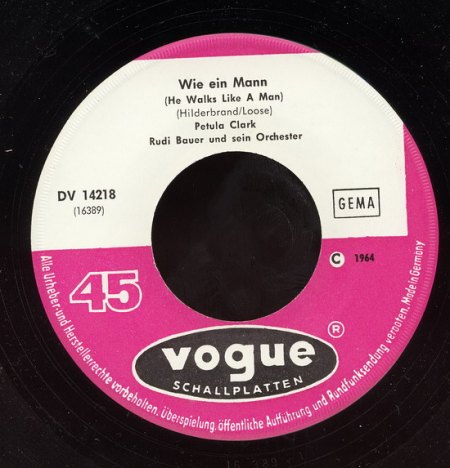 Wie ein Mann
(He Walks Like A Man)
(Hilderbrand/Loose)
Petula Clark
Rudi Bauer und sein Orchester
DV 14218
(16389)
GEMA
C 1964
45
®
vogue
SCHALLPLATTEN
Alle Urheber-und Herstellerrechte vorbehalten. Überspielung, öffentliche Aufführung und Rundfunksendung verboten. Made in Germany